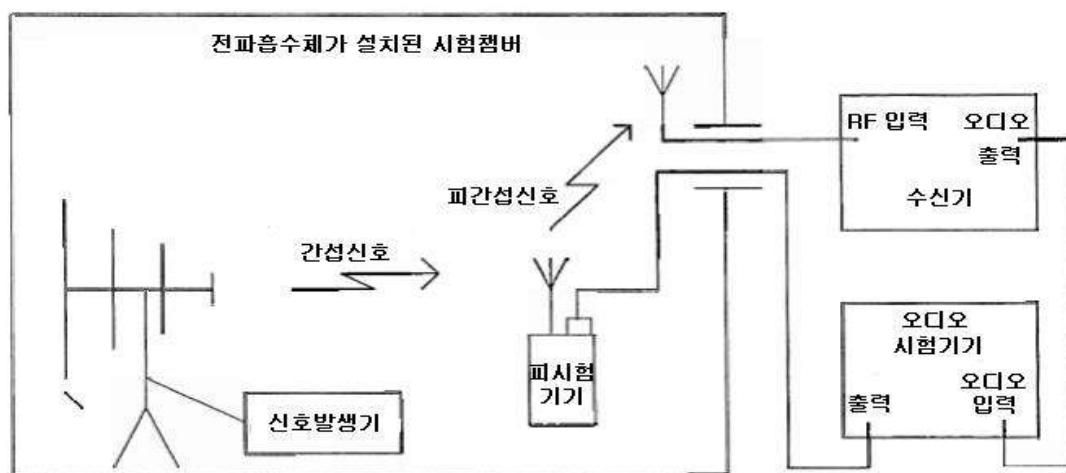 전파흡수체가 설치된 시험챔버
RF 입력
오디오
출력
수신기
피간섭신호
간섭신호
오디오
시험기기
피시험
기기
출력
오디오
입력
신호발생기